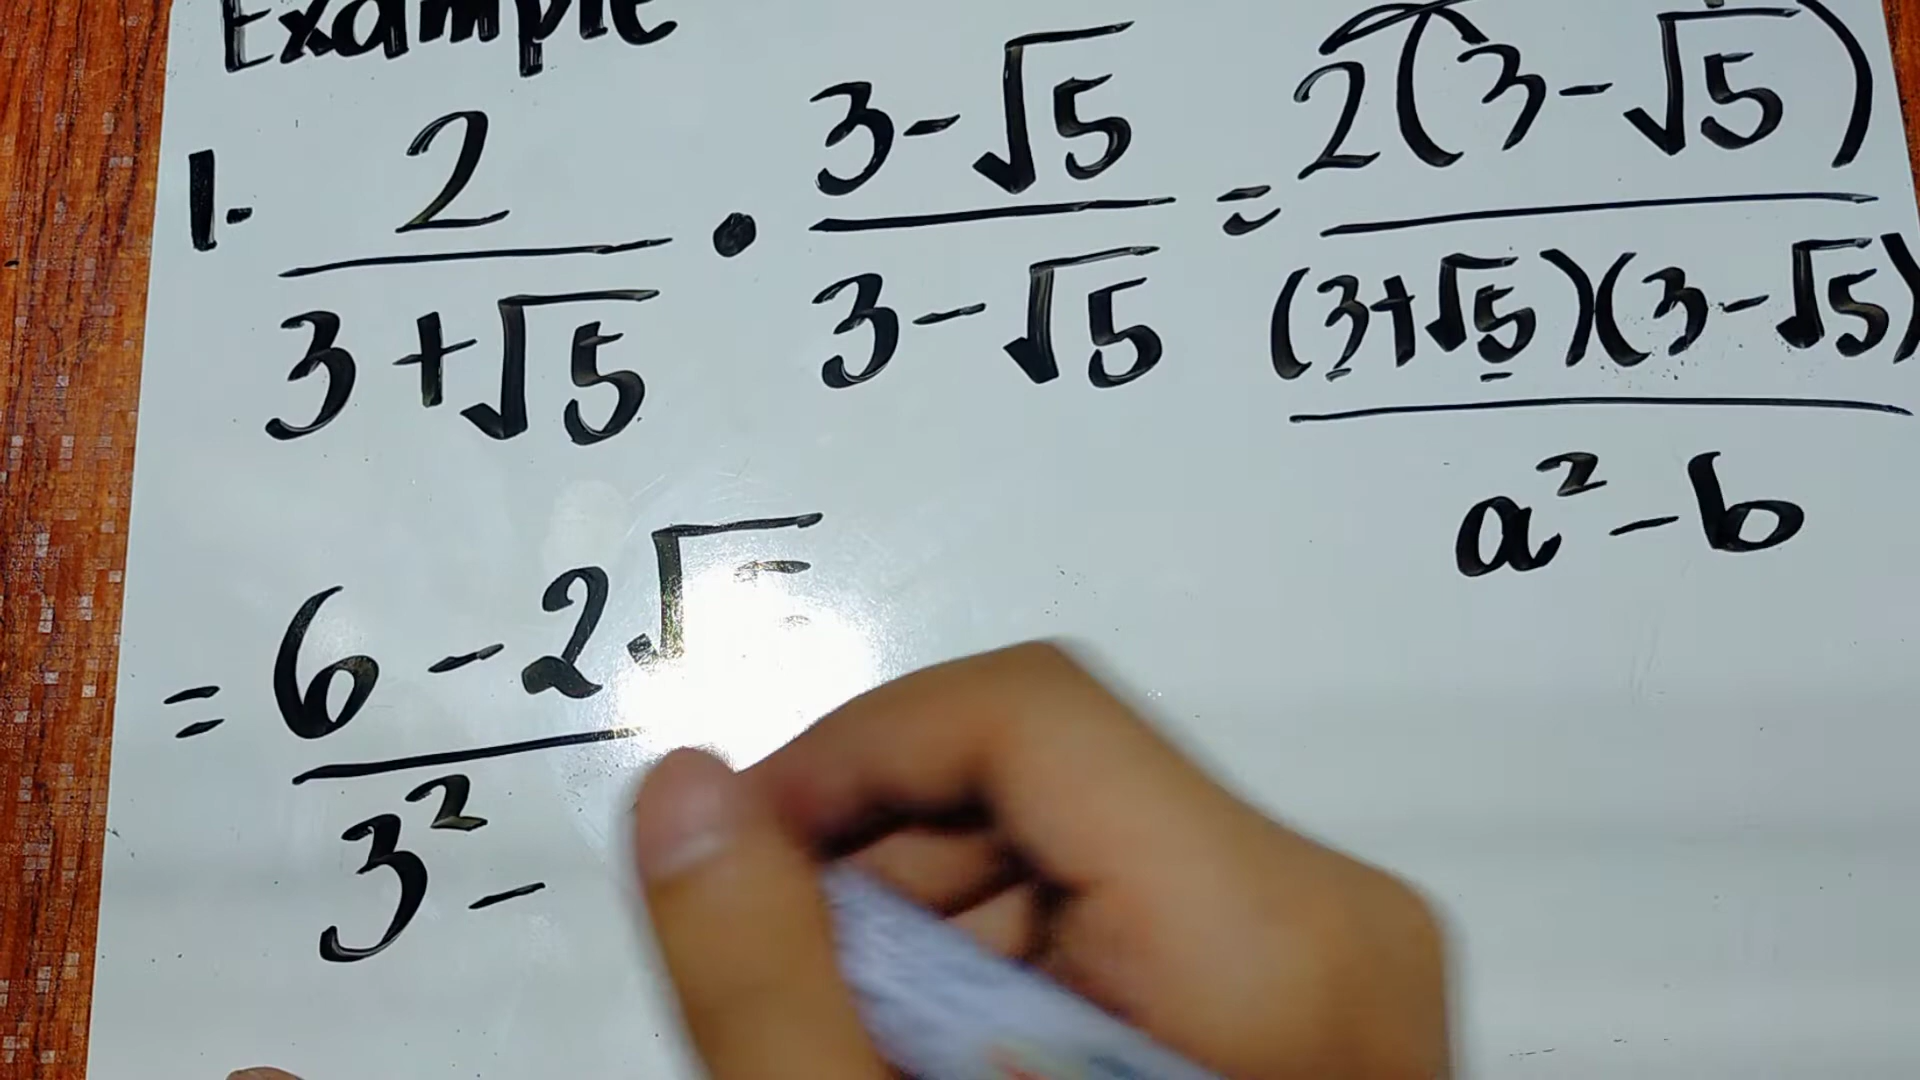 Example
1. 2/(3+√5) · (3-√5)/(3-√5) = 2(3-√5)/((3+√5)(3-√5))
a²-b
= (6-2√5)/(3²-